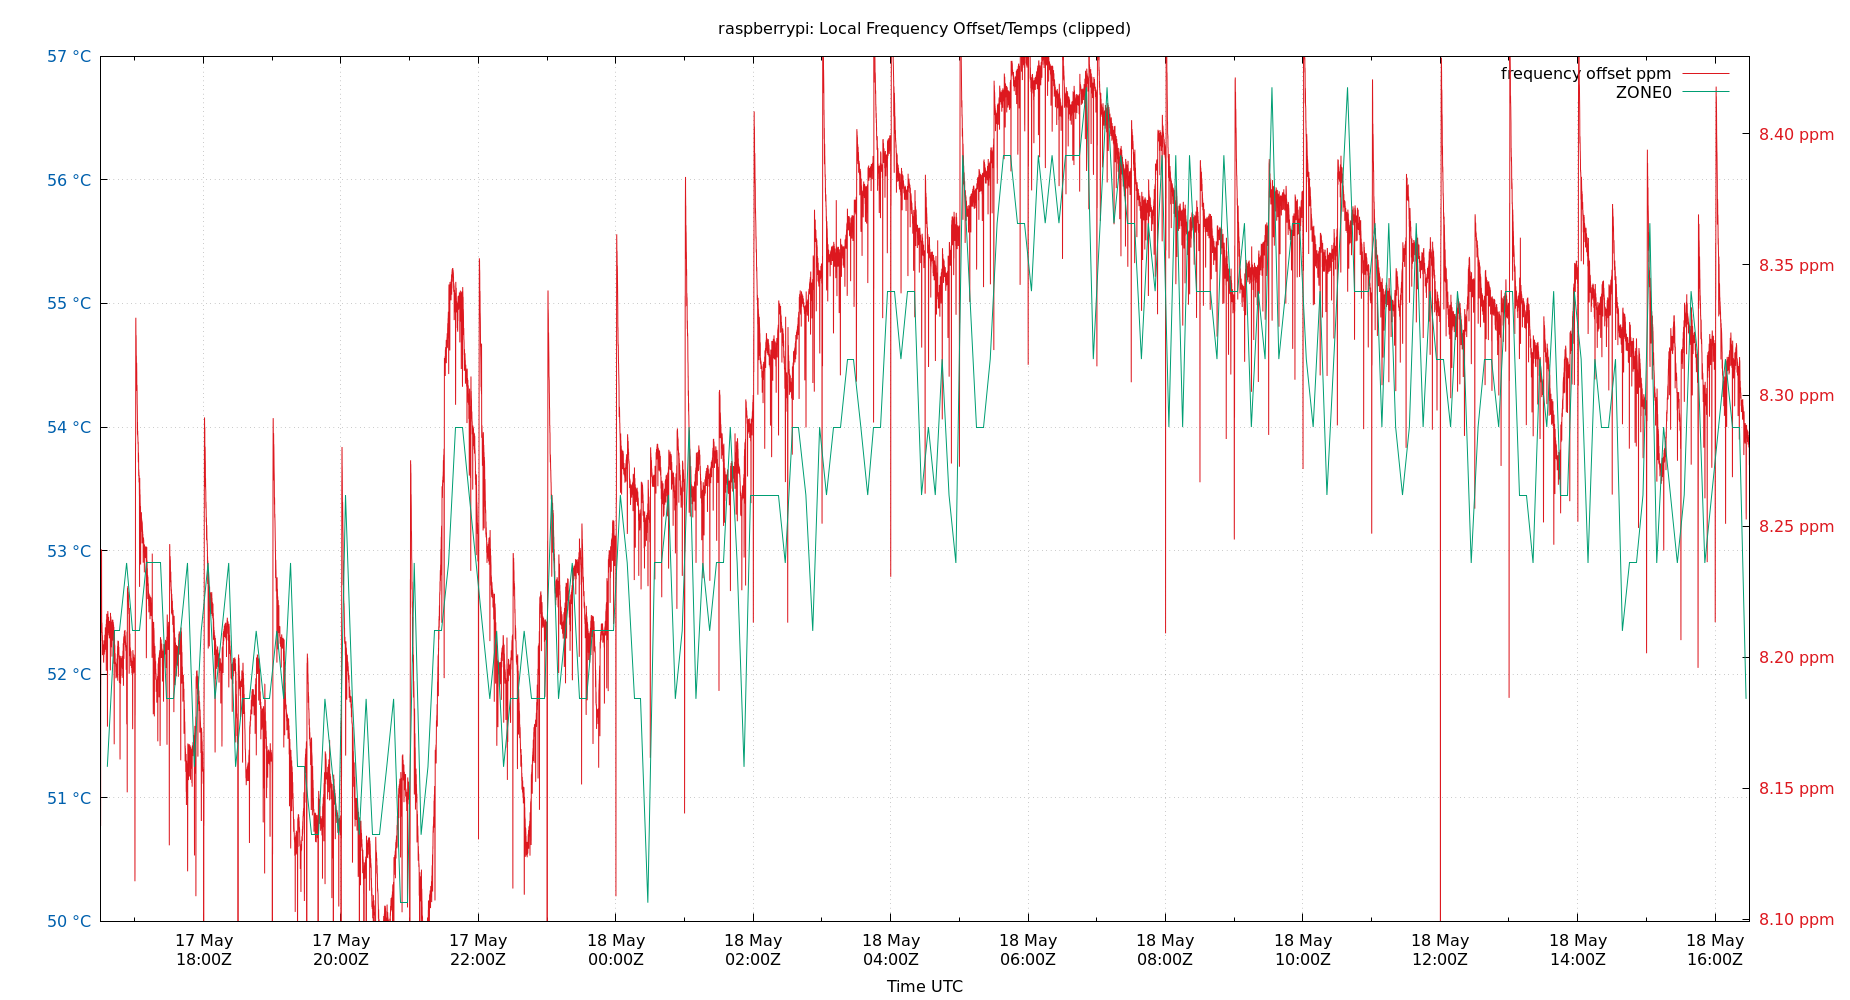 raspberrypi: Local Frequency Offset/Temps (clipped)
frequency offset ppm
ZONE0
57 °C
56 °C
55 °C
54 °C
53 °C
52 °C
51 °C
50 °C
8.40 ppm
8.35 ppm
8.30 ppm
8.25 ppm
8.20 ppm
8.15 ppm
8.10 ppm
17 May 17 May 17 May 18 May 18 May 18 May 18 May 18 May 18 May 18 May 18 May 18 May
18:00Z 20:00Z 22:00Z 00:00Z 02:00Z 04:00Z 06:00Z 08:00Z 10:00Z 12:00Z 14:00Z 16:00Z
Time UTC